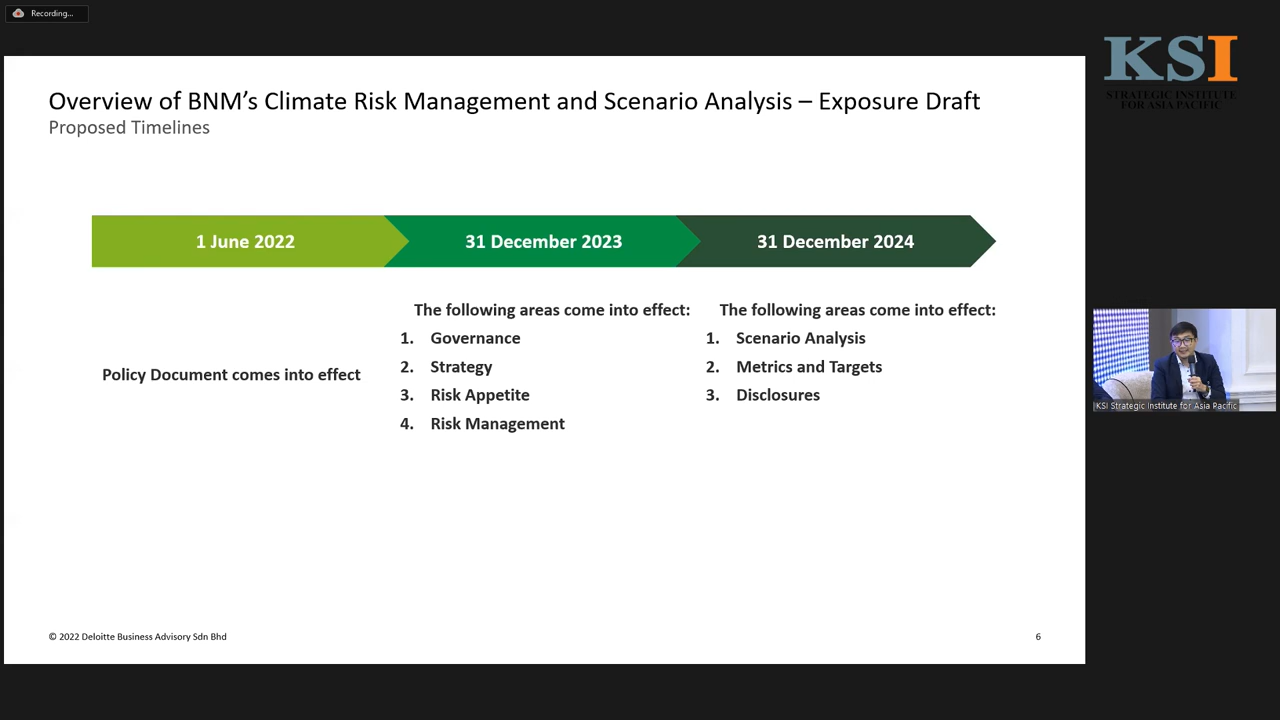 Recording...
KSI
STRATEGIC INSTITUTE
FOR ASIA PACIFIC
Overview of BNM's Climate Risk Management and Scenario Analysis – Exposure Draft
Proposed Timelines
1 June 2022
31 December 2023
31 December 2024
Policy Document comes into effect
The following areas come into effect:
1. Governance
2. Strategy
3. Risk Appetite
4. Risk Management
The following areas come into effect:
1. Scenario Analysis
2. Metrics and Targets
3. Disclosures
KSI Strategic Institute for Asia Pacific
© 2022 Deloitte Business Advisory Sdn Bhd
6